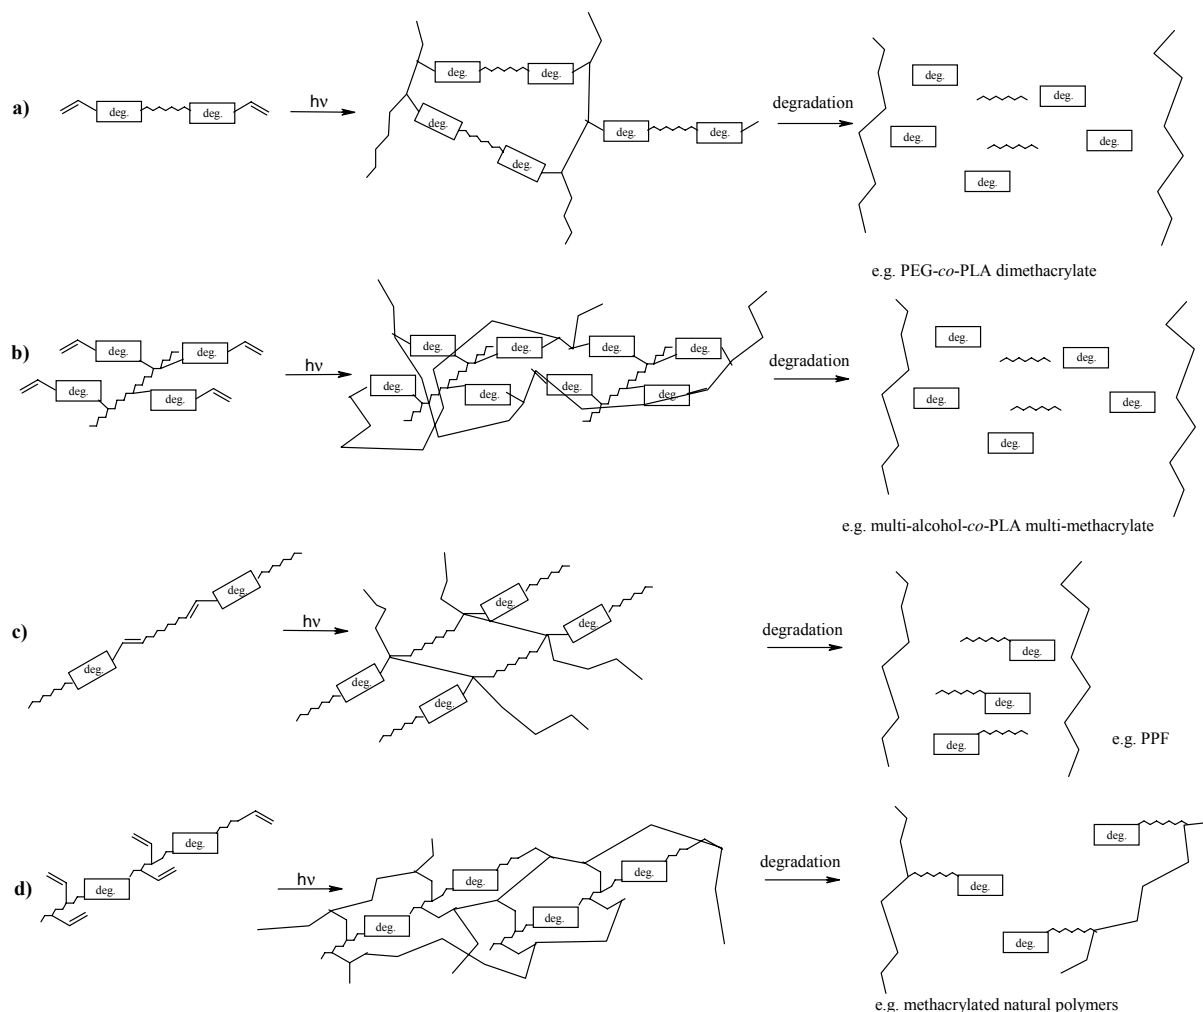 a)
deg.
deg.
hν
deg.
deg.
deg.
deg.
deg.
deg.
degradation
deg.
deg.
deg.
deg.
deg.
e.g. PEG-co-PLA dimethacrylate
b)
deg.
deg.
deg.
deg.
hν
deg.
deg.
deg.
deg.
deg.
deg.
deg.
deg.
degradation
deg.
deg.
deg.
deg.
deg.
e.g. multi-alcohol-co-PLA multi-methacrylate
c)
deg.
deg.
hν
deg.
deg.
deg.
deg.
degradation
deg.
deg.
deg.
e.g. PPF
d)
deg.
deg.
hν
deg.
deg.
deg.
deg.
degradation
deg.
deg.
deg.
e.g. methacrylated natural polymers